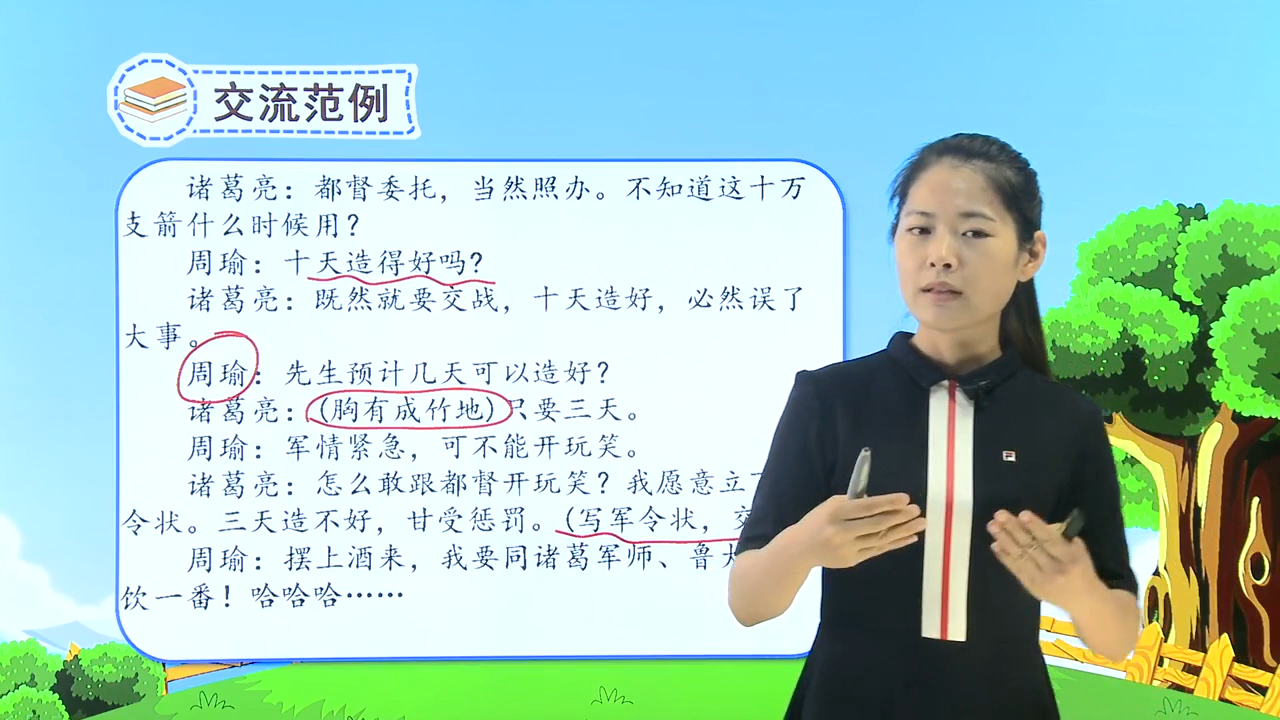 交流范例
诸葛亮：都督委托，当然照办。不知道这十万
支箭什么时候用？
周瑜：十天造得好吗？
诸葛亮：既然就要交战，十天造好，必然误了
大事。
周瑜：先生预计几天可以造好？
诸葛亮：（胸有成竹地）只要三天。
周瑜：军情紧急，可不能开玩笑。
诸葛亮：怎么敢跟都督开玩笑？我愿意立
令状。三天造不好，甘受惩罚。（写军令状，
周瑜：摆上酒来，我要同诸葛军师、鲁
饮一番！哈哈哈……